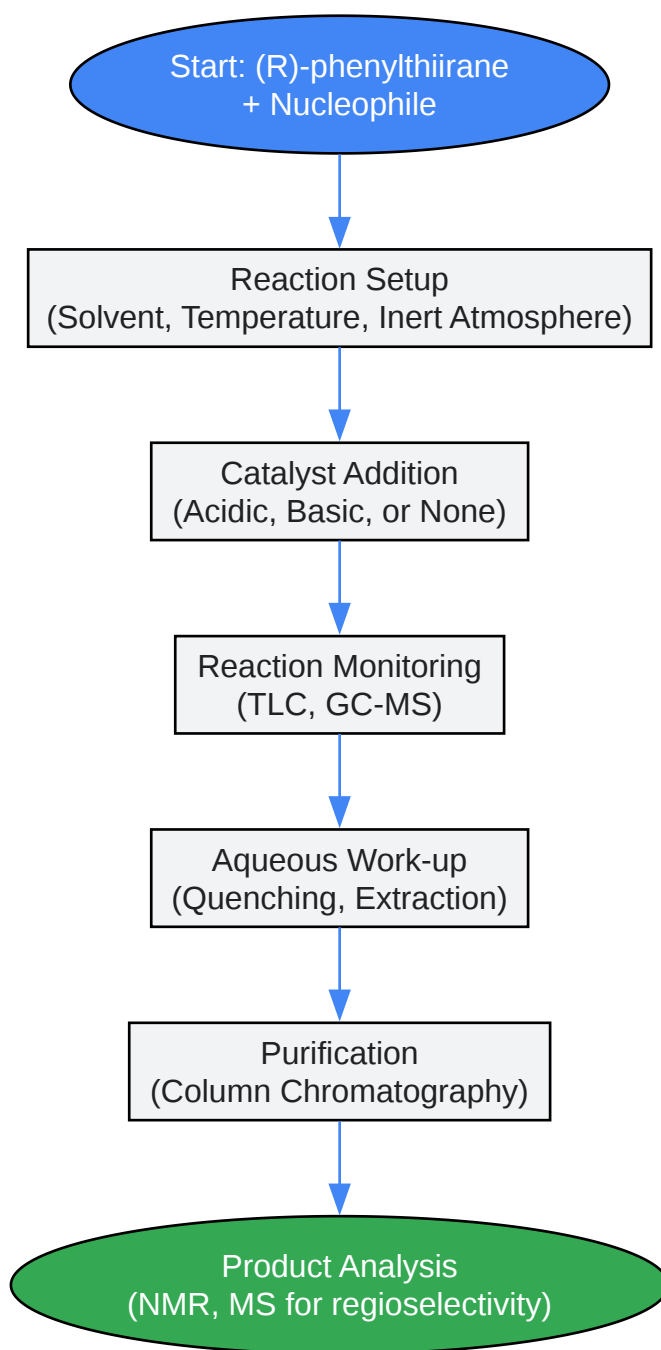 Start: (R)-phenylthiirane
+ Nucleophile
Reaction Setup
(Solvent, Temperature, Inert Atmosphere)
Catalyst Addition
(Acidic, Basic, or None)
Reaction Monitoring
(TLC, GC-MS)
Aqueous Work-up
(Quenching, Extraction)
Purification
(Column Chromatography)
Product Analysis
(NMR, MS for regioselectivity)